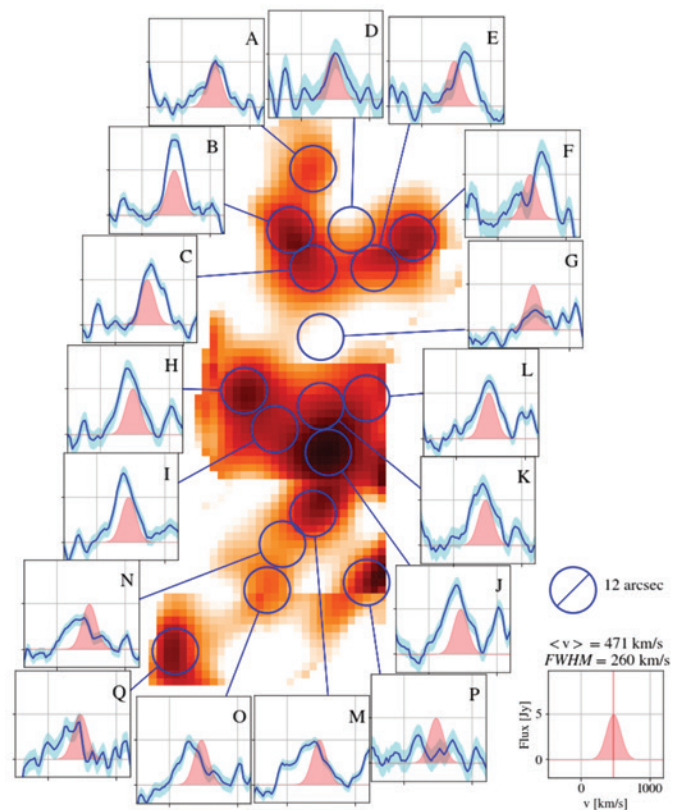 A
D
E
B
F
C
G
H
L
I
K
N
J
12 arcsec
<v> = 471 km/s
FWHM = 260 km/s
Q
O
M
P
Flux [Jy]
5
0
0 1000
v [km/s]